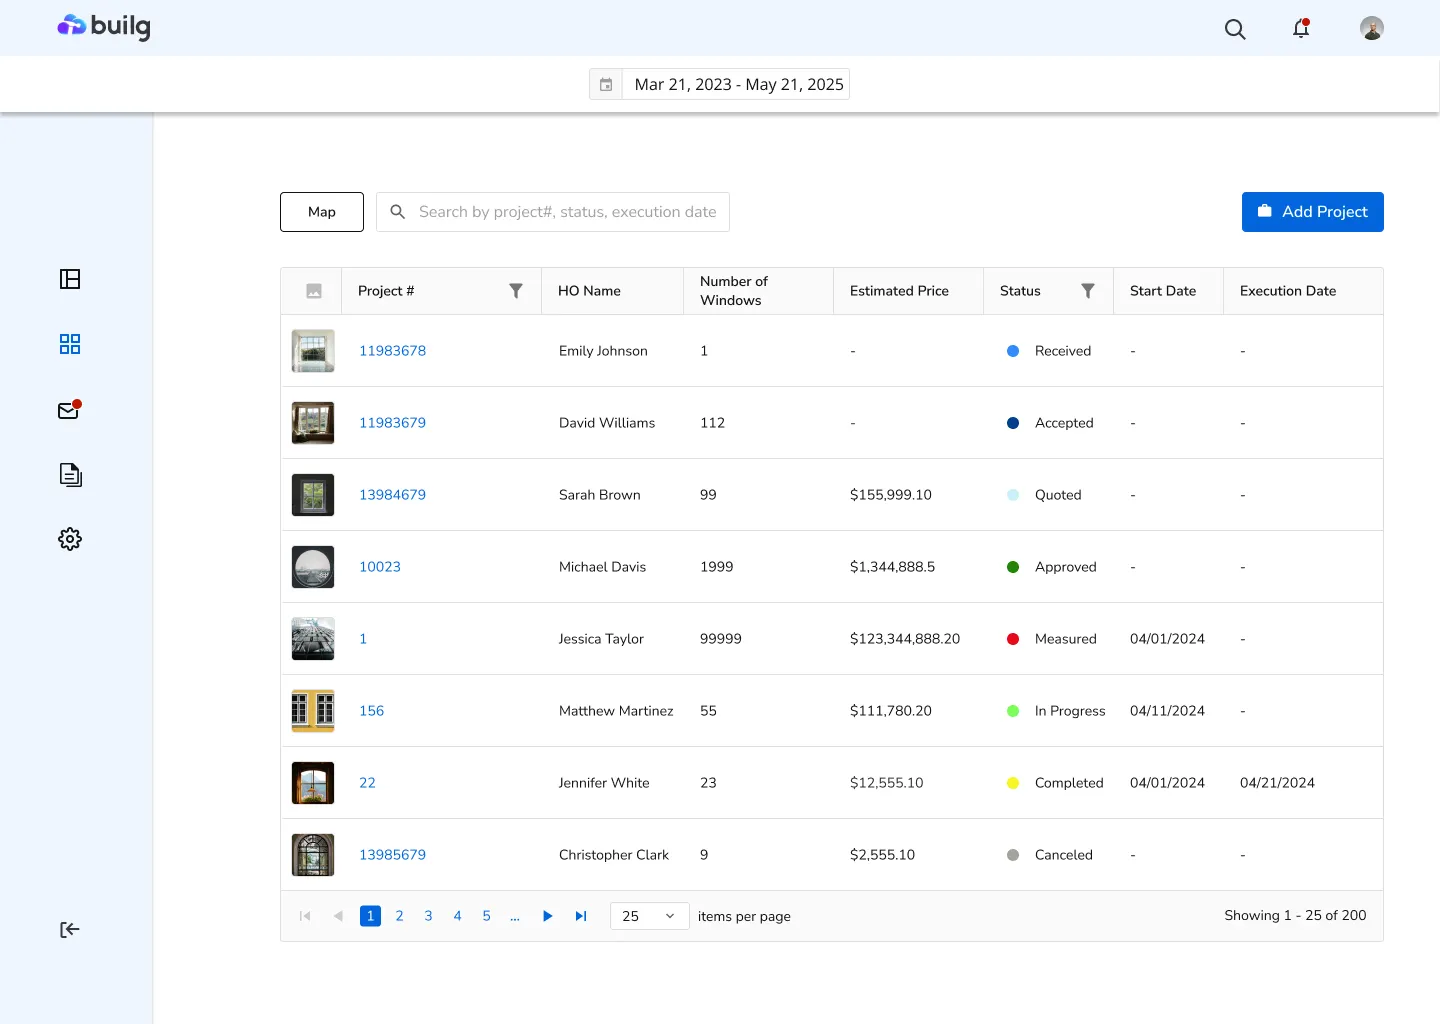 builg
Mar 21, 2023 - May 21, 2025
Map
Search by project#, status, execution date
Add Project
Project #
HO Name
Number of
Windows
Estimated Price
Status
Start Date
Execution Date
11983678 Emily Johnson 1 - Received - -
11983679 David Williams 112 - Accepted - -
13984679 Sarah Brown 99 $155,999.10 Quoted - -
10023 Michael Davis 1999 $1,344,888.5 Approved - -
1 Jessica Taylor 99999 $123,344,888.20 Measured 04/01/2024 -
156 Matthew Martinez 55 $111,780.20 In Progress 04/11/2024 -
22 Jennifer White 23 $12,555.10 Completed 04/01/2024 04/21/2024
13985679 Christopher Clark 9 $2,555.10 Canceled - -
1 2 3 4 5 ... 25 items per page Showing 1 - 25 of 200